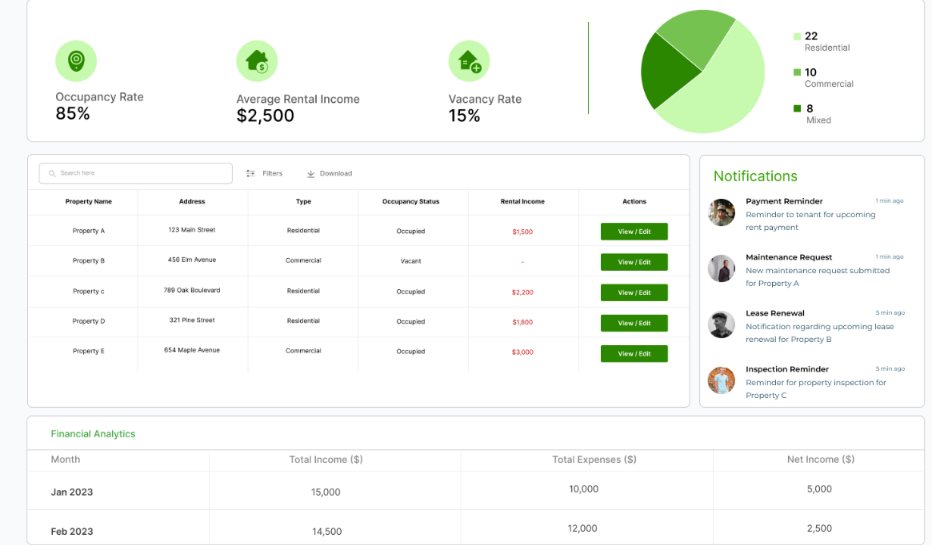 Occupancy Rate
85%
Average Rental Income
$2,500
Vacancy Rate
15%
22
Residential
10
Commercial
8
Mixed
Search here
Filters
Download
Property Name Address Type Occupancy Status Rental Income Actions
Property A 123 Main Street Residential Occupied $1,500 View / Edit
Property B 456 Elm Avenue Commercial Vacant - View / Edit
Property c 789 Oak Boulevard Residential Occupied $2,200 View / Edit
Property D 321 Pine Street Residential Occupied $1,800 View / Edit
Property E 654 Maple Avenue Commercial Occupied $3,000 View / Edit
Notifications
Payment Reminder 1 min ago
Reminder to tenant for upcoming
rent payment
Maintenance Request 1 min ago
New maintenance request submitted
for Property A
Lease Renewal 5 min ago
Notification regarding upcoming lease
renewal for Property B
Inspection Reminder 5 min ago
Reminder for property inspection for
Property C
Financial Analytics
Month Total Income ($) Total Expenses ($) Net Income ($)
Jan 2023 15,000 10,000 5,000
Feb 2023 14,500 12,000 2,500